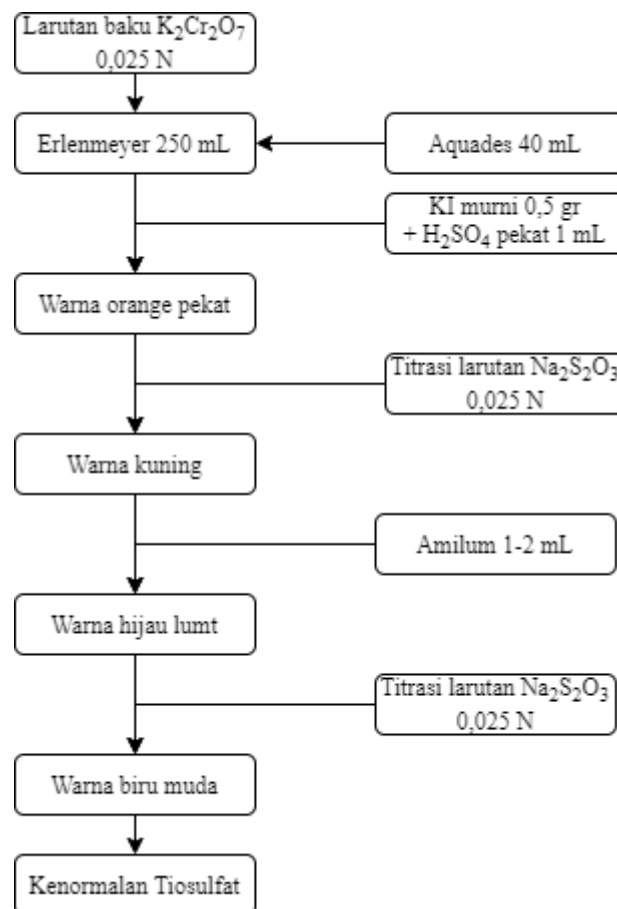 Larutan baku K₂Cr₂O₇
0,025 N
Erlenmeyer 250 mL
Aquades 40 mL
KI murni 0,5 gr
+ H₂SO₄ pekat 1 mL
Warna orange pekat
Titrasi larutan Na₂S₂O₃
0,025 N
Warna kuning
Amilum 1-2 mL
Warna hijau lumt
Titrasi larutan Na₂S₂O₃
0,025 N
Warna biru muda
Kenormalan Tiosulfat